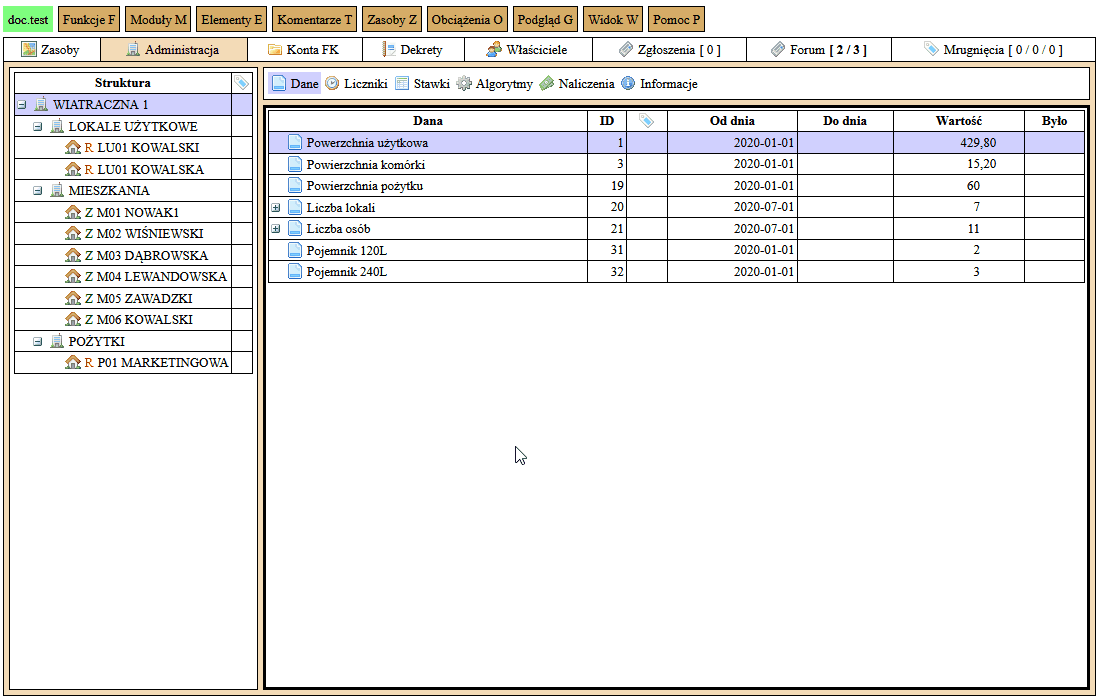 doc.test Funkcje F Moduły M Elementy E Komentarze T Zasoby Z Obciążenia O Podgląd G Widok W Pomoc P
Zasoby Administracja Konta FK Dekrety Właściciele Zgłoszenia [ 0 ] Forum [ 2 / 3 ] Mrugnięcia [ 0 / 0 / 0 ]
Struktura
WIATRACZNA 1
LOKALE UŻYTKOWE
R LU01 KOWALSKI
R LU01 KOWALSKA
MIESZKANIA
Z M01 NOWAK1
Z M02 WIŚNIEWSKI
Z M03 DĄBROWSKA
Z M04 LEWANDOWSKA
Z M05 ZAWADZKI
Z M06 KOWALSKI
POŻYTKI
R P01 MARKETINGOWA
Dane Liczniki Stawki Algorytmy Naliczenia Informacje
Dana ID Od dnia Do dnia Wartość Było
Powerzchnia użytkowa 1 2020-01-01 429,80
Powierzchnia komórki 3 2020-01-01 15,20
Powierzchnia pożytku 19 2020-01-01 60
Liczba lokali 20 2020-07-01 7
Liczba osób 21 2020-07-01 11
Pojemnik 120L 31 2020-01-01 2
Pojemnik 240L 32 2020-01-01 3